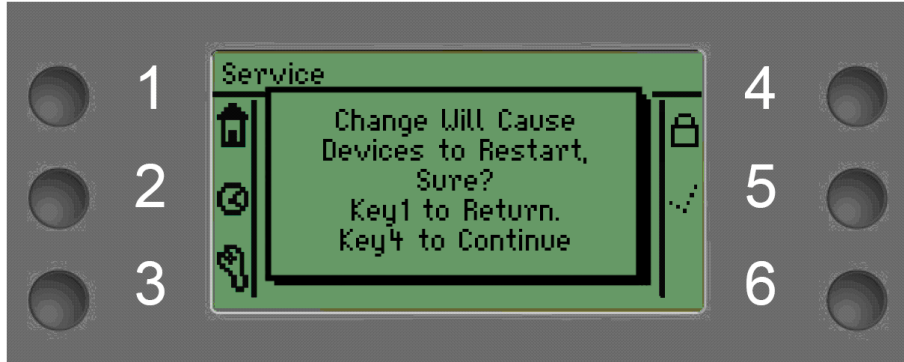 1
2
3
4
5
6
Service
Change Will Cause
Devices to Restart,
Sure?
Key1 to Return.
Key4 to Continue